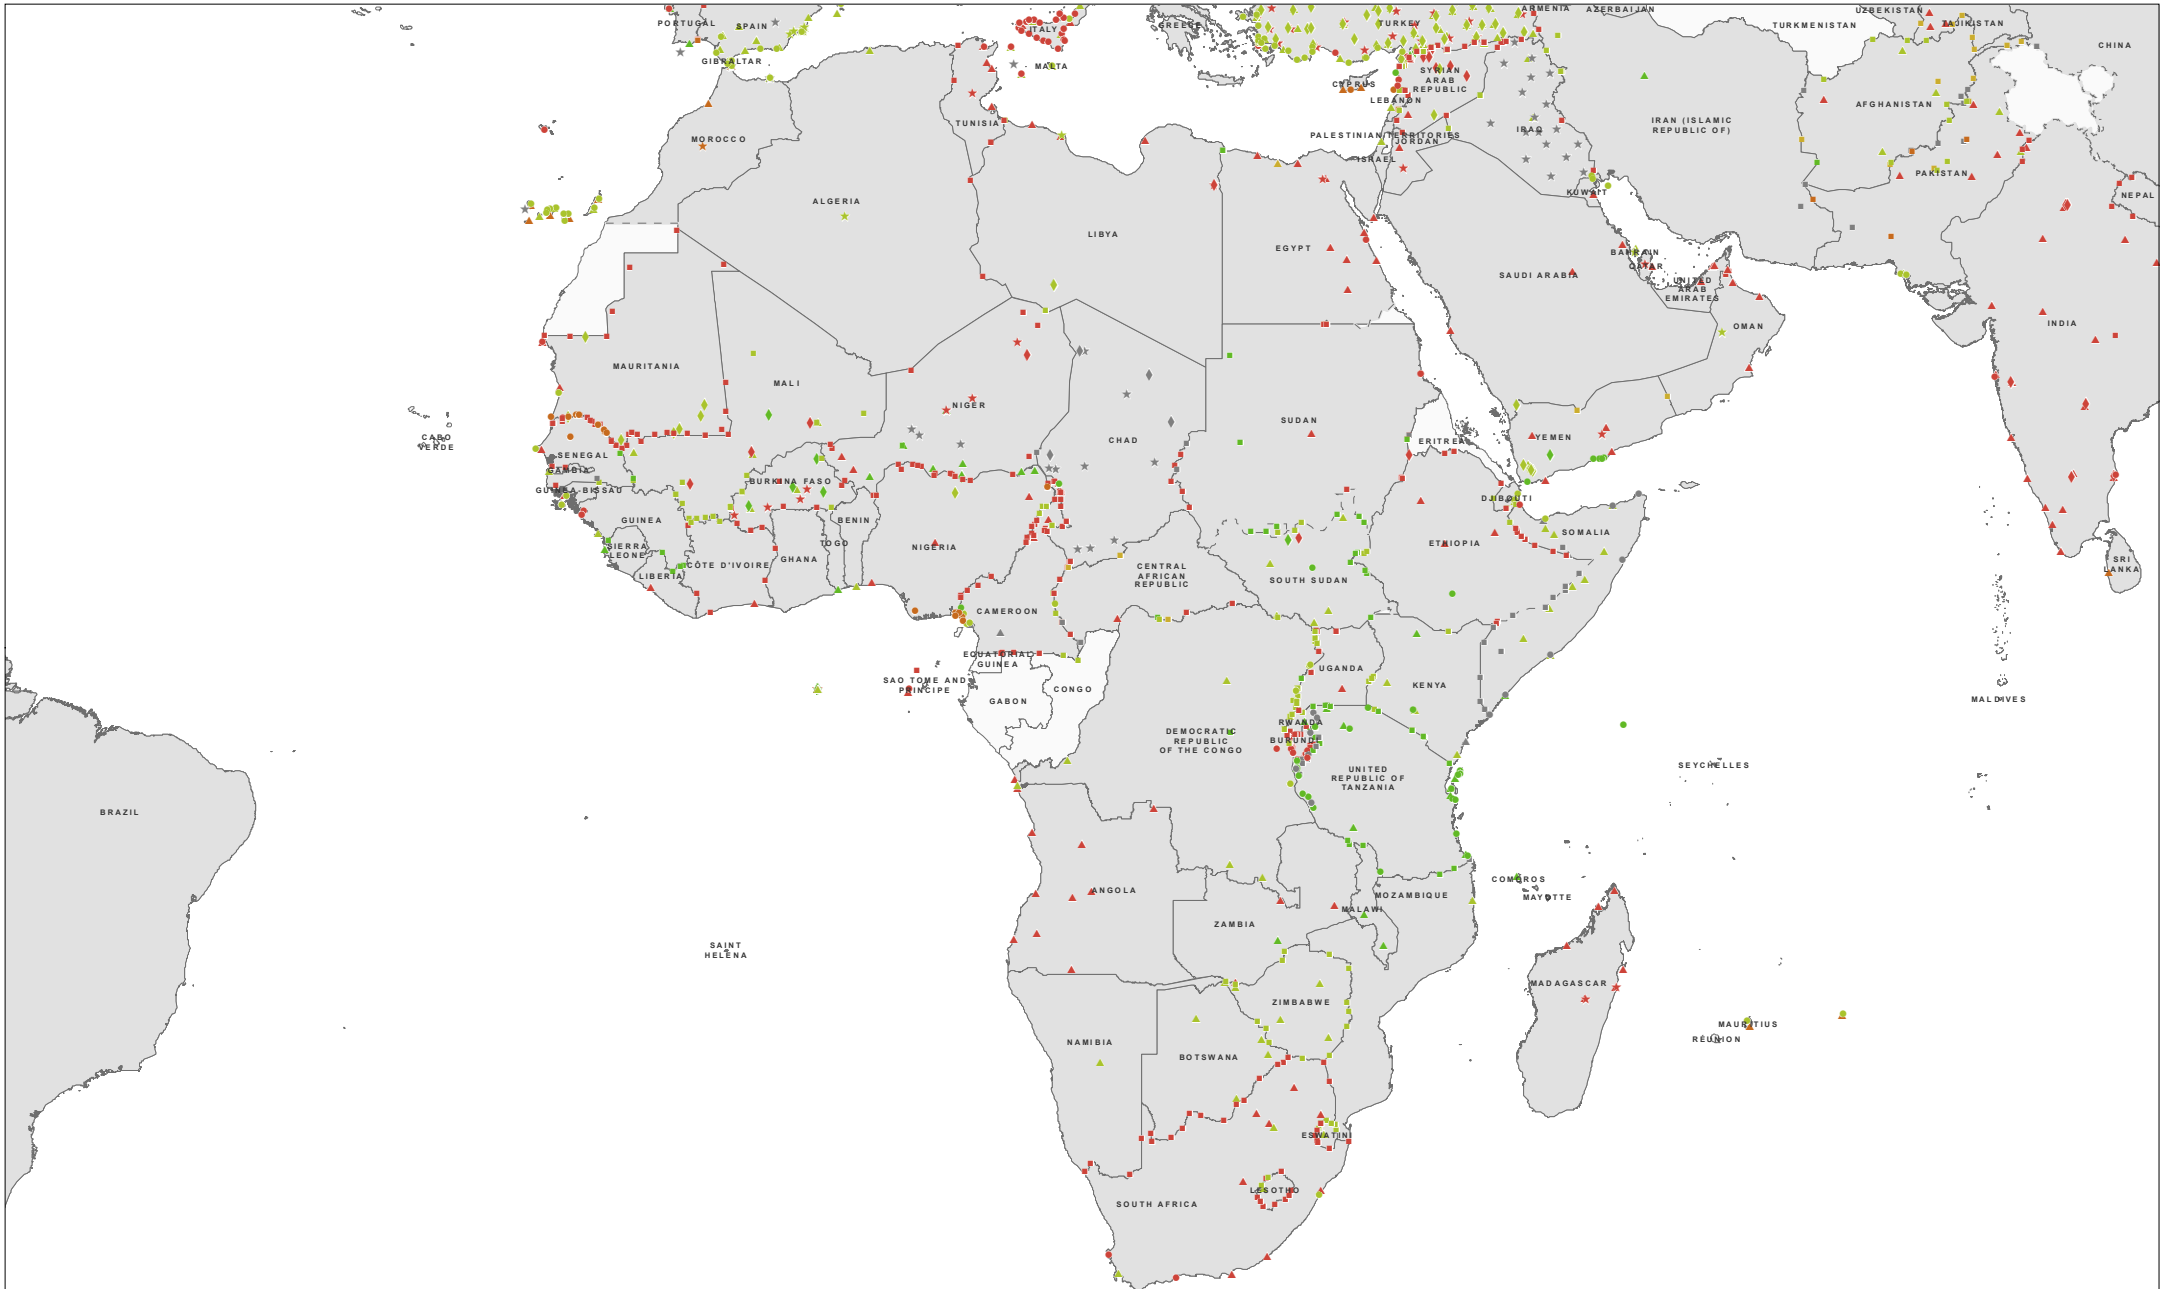 PORTUGAL
SPAIN
GIBRALTAR
ITALY
MALTA
GREECE
TURKEY
ARMENIA
AZERBAIJAN
TURKMENISTAN
UZBEKISTAN
TAJIKISTAN
CHINA
CYPRUS
SYRIAN
ARAB
REPUBLIC
LEBANON
PALESTINIAN TERRITORIES
JORDAN
ISRAEL
IRAQ
IRAN (ISLAMIC
REPUBLIC OF)
AFGHANISTAN
PAKISTAN
KUWAIT
NEPAL
MOROCCO
TUNISIA
ALGERIA
LIBYA
EGYPT
SAUDI ARABIA
BAHRAIN
QATAR
UNITED
ARAB
EMIRATES
OMAN
INDIA
MAURITANIA
MALI
NIGER
CHAD
SUDAN
ERITREA
YEMEN
CABO
VERDE
SENEGAL
GAMBIA
GUINEA-BISSAU
GUINEA
SIERRA
LEONE
LIBERIA
CÔTE D'IVOIRE
BURKINA FASO
GHANA
TOGO
BENIN
NIGERIA
CAMEROON
CENTRAL
AFRICAN
REPUBLIC
SOUTH SUDAN
ETHIOPIA
DJIBOUTI
SOMALIA
SRI
LANKA
MALDIVES
EQUATORIAL
GUINEA
SAO TOME AND
PRINCIPE
GABON
CONGO
DEMOCRATIC
REPUBLIC
OF THE CONGO
UGANDA
KENYA
RWANDA
BURUNDI
UNITED
REPUBLIC OF
TANZANIA
SEYCHELLES
BRAZIL
ANGOLA
ZAMBIA
MALAWI
MOZAMBIQUE
COMOROS
MAYOTTE
SAINT
HELENA
MADAGASCAR
MAURITIUS
RÉUNION
ZIMBABWE
NAMIBIA
BOTSWANA
ESWATINI
LESOTHO
SOUTH AFRICA